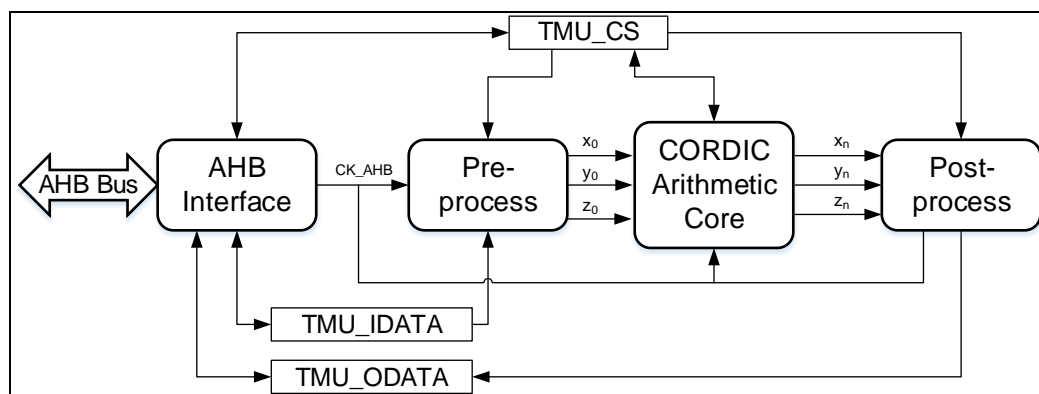 TMU_CS
AHB Bus
AHB
Interface
CK_AHB
Pre-
process
x₀
y₀
z₀
CORDIC
Arithmetic
Core
xₙ
yₙ
zₙ
Post-
process
TMU_IDATA
TMU_ODATA